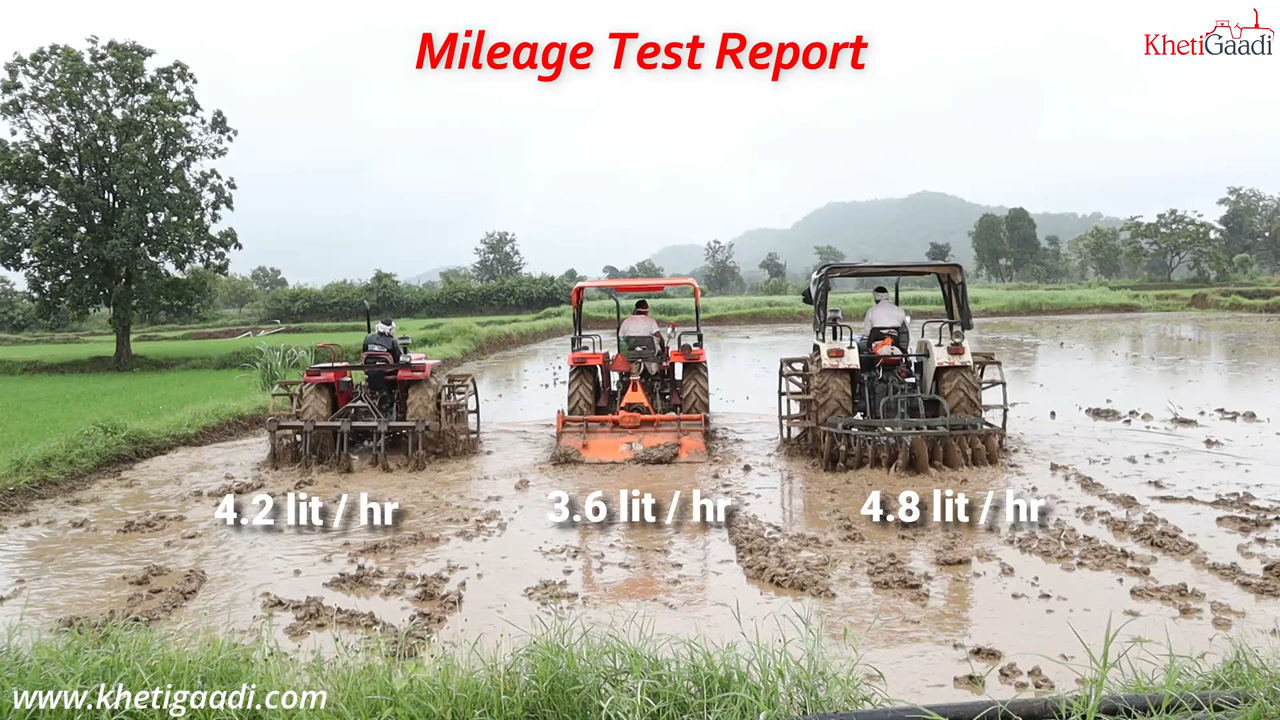 Mileage Test Report
KhetiGaadi
4.2 lit / hr
3.6 lit / hr
4.8 lit / hr
www.khetigaadi.com